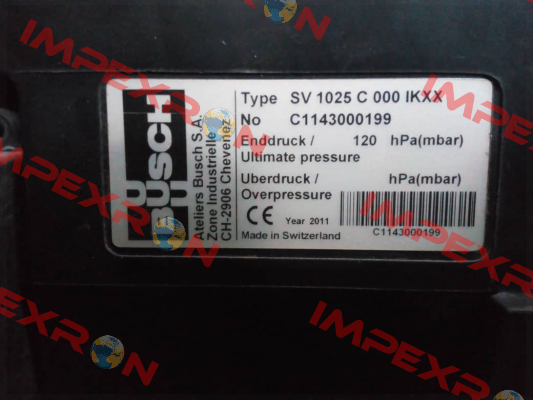 BUSCH
Ateliers Busch S.A.
Zone Industrielle
CH-2906 Chevenez
Type SV 1025 C 000 IKXX
No C1143000199
Enddruck / 120 hPa(mbar)
Ultimate pressure
Uberdruck / hPa(mbar)
Overpressure
CE Year 2011
Made in Switzerland
C1143000199
IMPEXRON
IMPEXRON
IMPEXRON
IMPEXRON
IMPEXRON